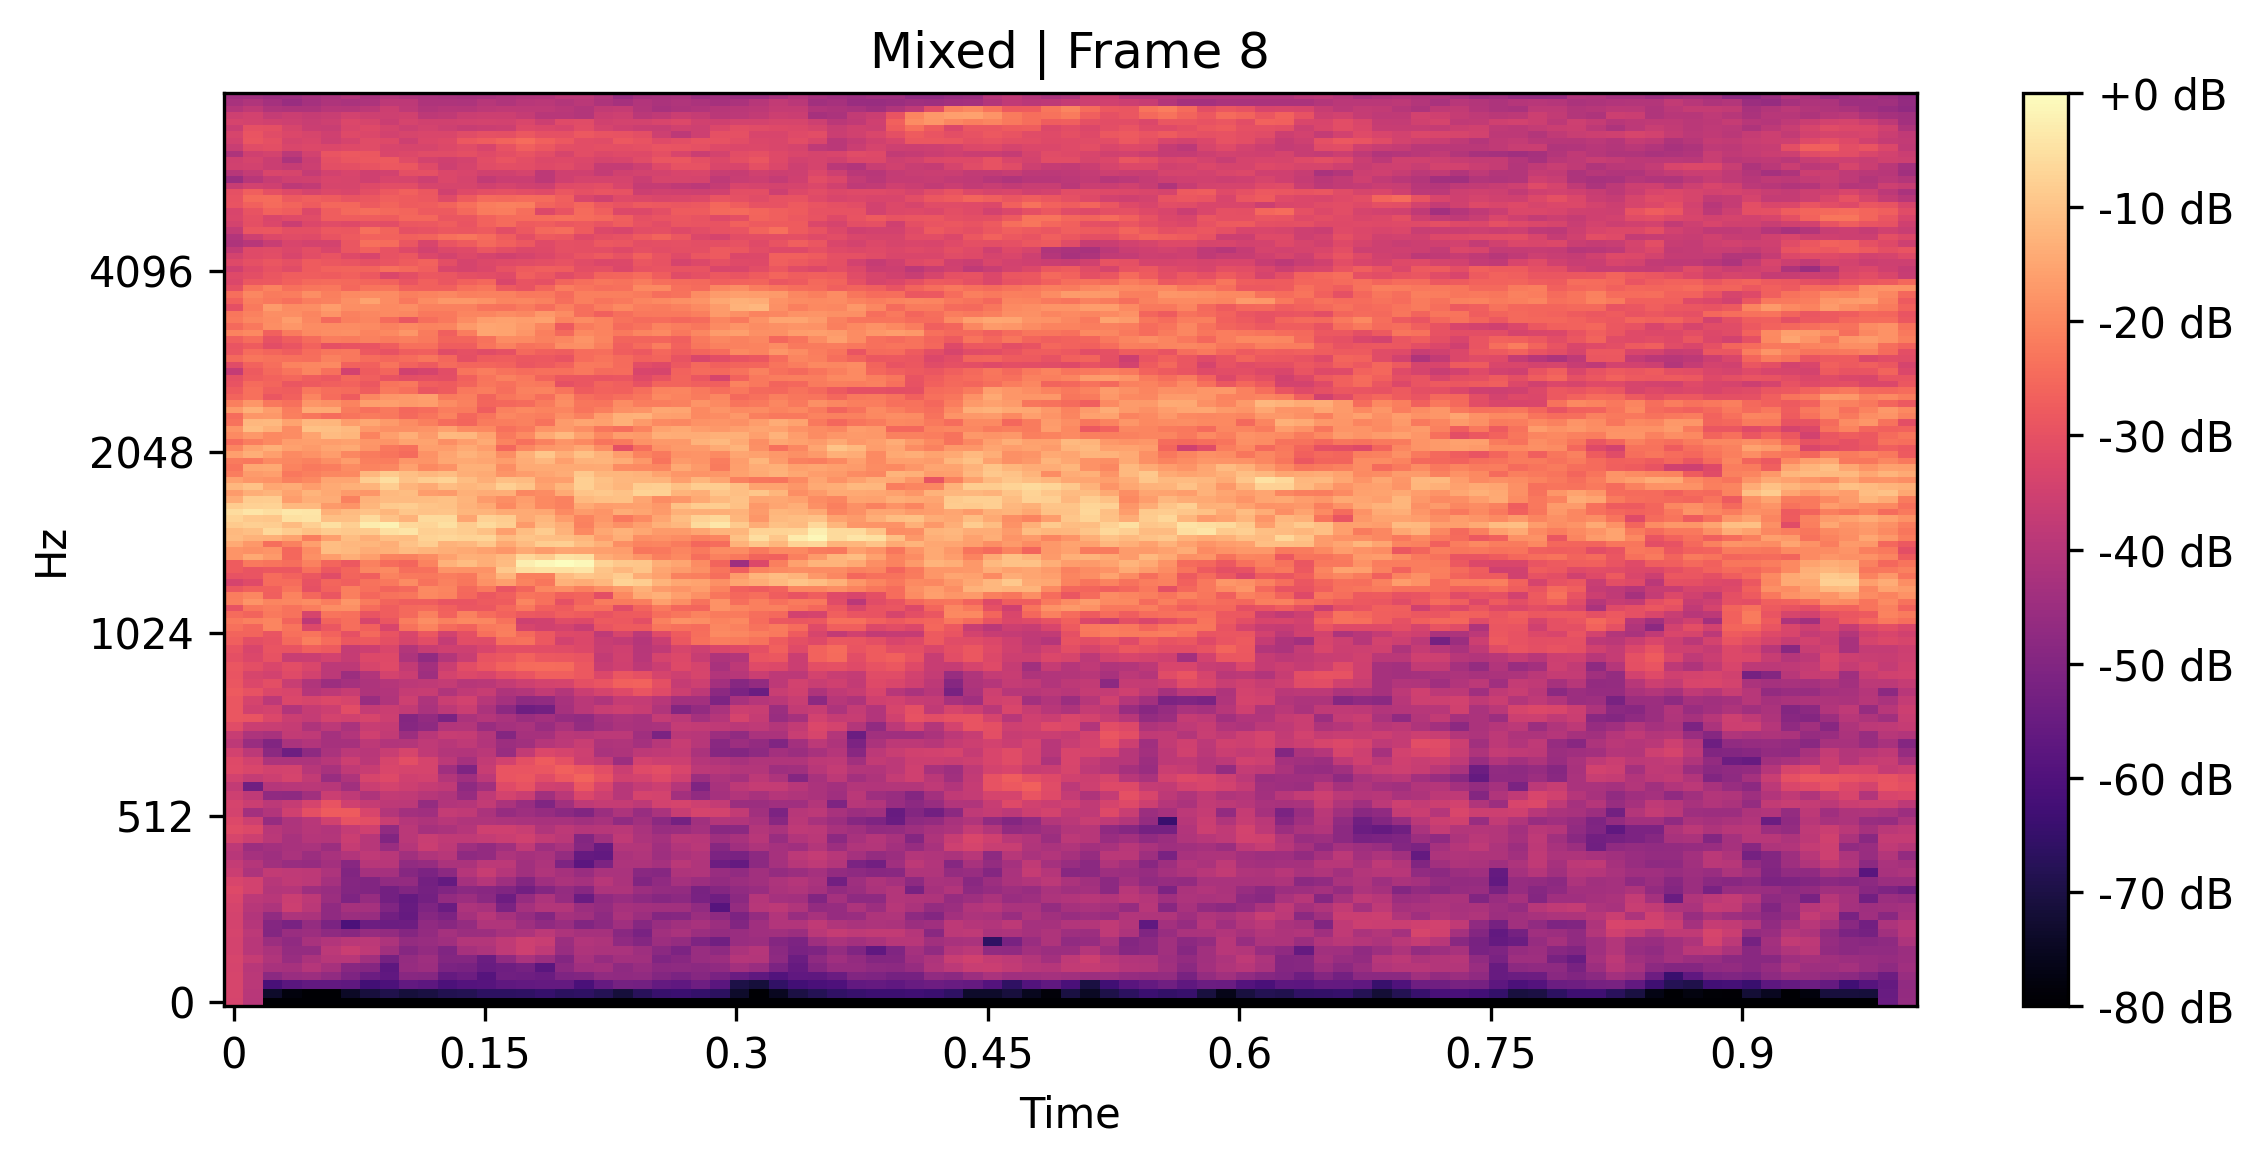 Mixed | Frame 8
Hz
4096
2048
1024
512
0
0 0.15 0.3 0.45 0.6 0.75 0.9
Time
+0 dB
-10 dB
-20 dB
-30 dB
-40 dB
-50 dB
-60 dB
-70 dB
-80 dB